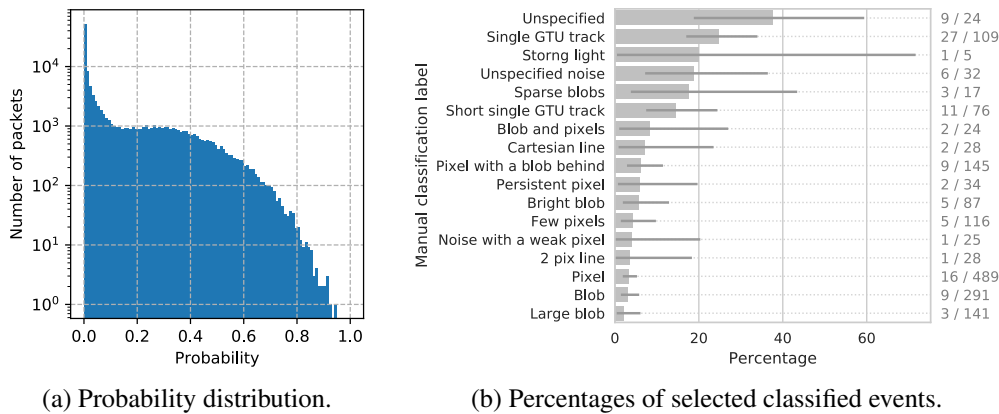 10⁴
10³
10²
10¹
10⁰
Number of packets
0.0 0.2 0.4 0.6 0.8 1.0
Probability
(a) Probability distribution.
Manual classification label
Unspecified 9 / 24
Single GTU track 27 / 109
Storng light 1 / 5
Unspecified noise 6 / 32
Sparse blobs 3 / 17
Short single GTU track 11 / 76
Blob and pixels 2 / 24
Cartesian line 2 / 28
Pixel with a blob behind 9 / 145
Persistent pixel 2 / 34
Bright blob 5 / 87
Few pixels 5 / 116
Noise with a weak pixel 1 / 25
2 pix line 1 / 28
Pixel 16 / 489
Blob 9 / 291
Large blob 3 / 141
0 20 40 60
Percentage
(b) Percentages of selected classified events.